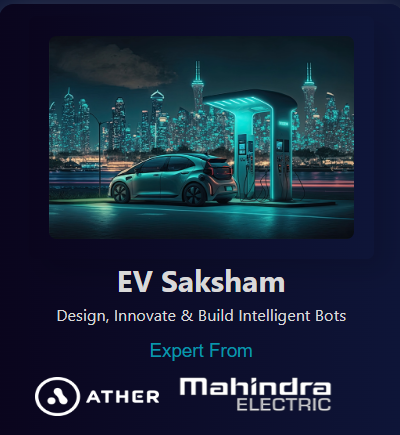 EV Saksham
Design, Innovate & Build Intelligent Bots
Expert From
ATHER
Mahindra
ELECTRIC